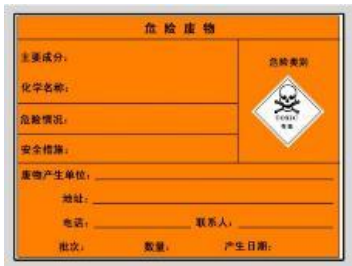 危险废物
主要成分：
危险类别
化学名称：
TOXIC
有毒
危险情况：
安全措施：
废物产生单位：
地址：
电话： 联系人：
批次： 数量： 产生日期：